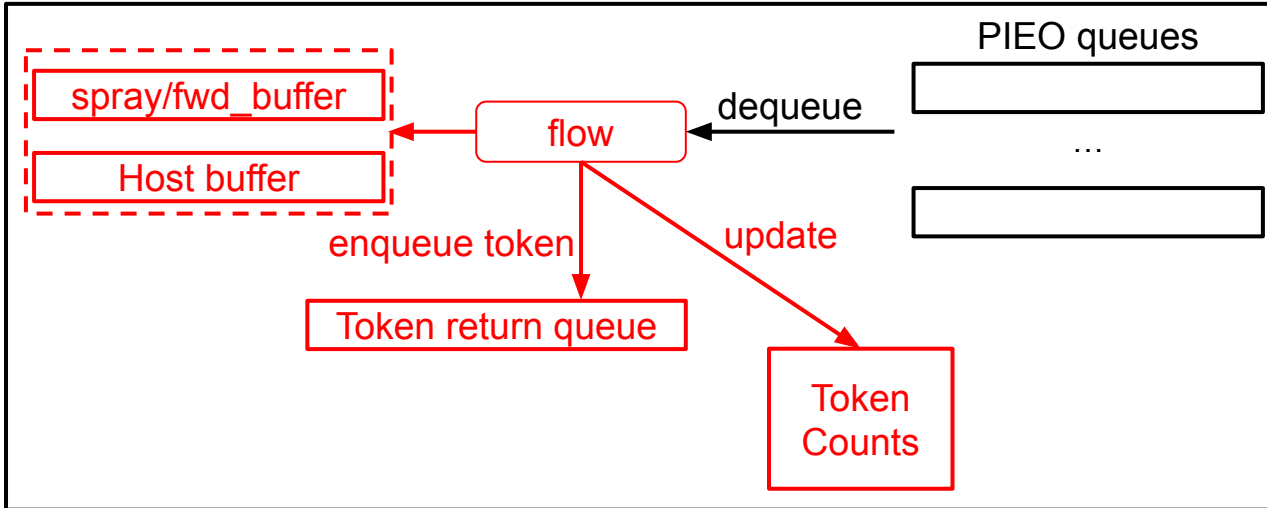 PIEO queues
spray/fwd_buffer
dequeue
flow
...
Host buffer
enqueue token
update
Token return queue
Token
Counts